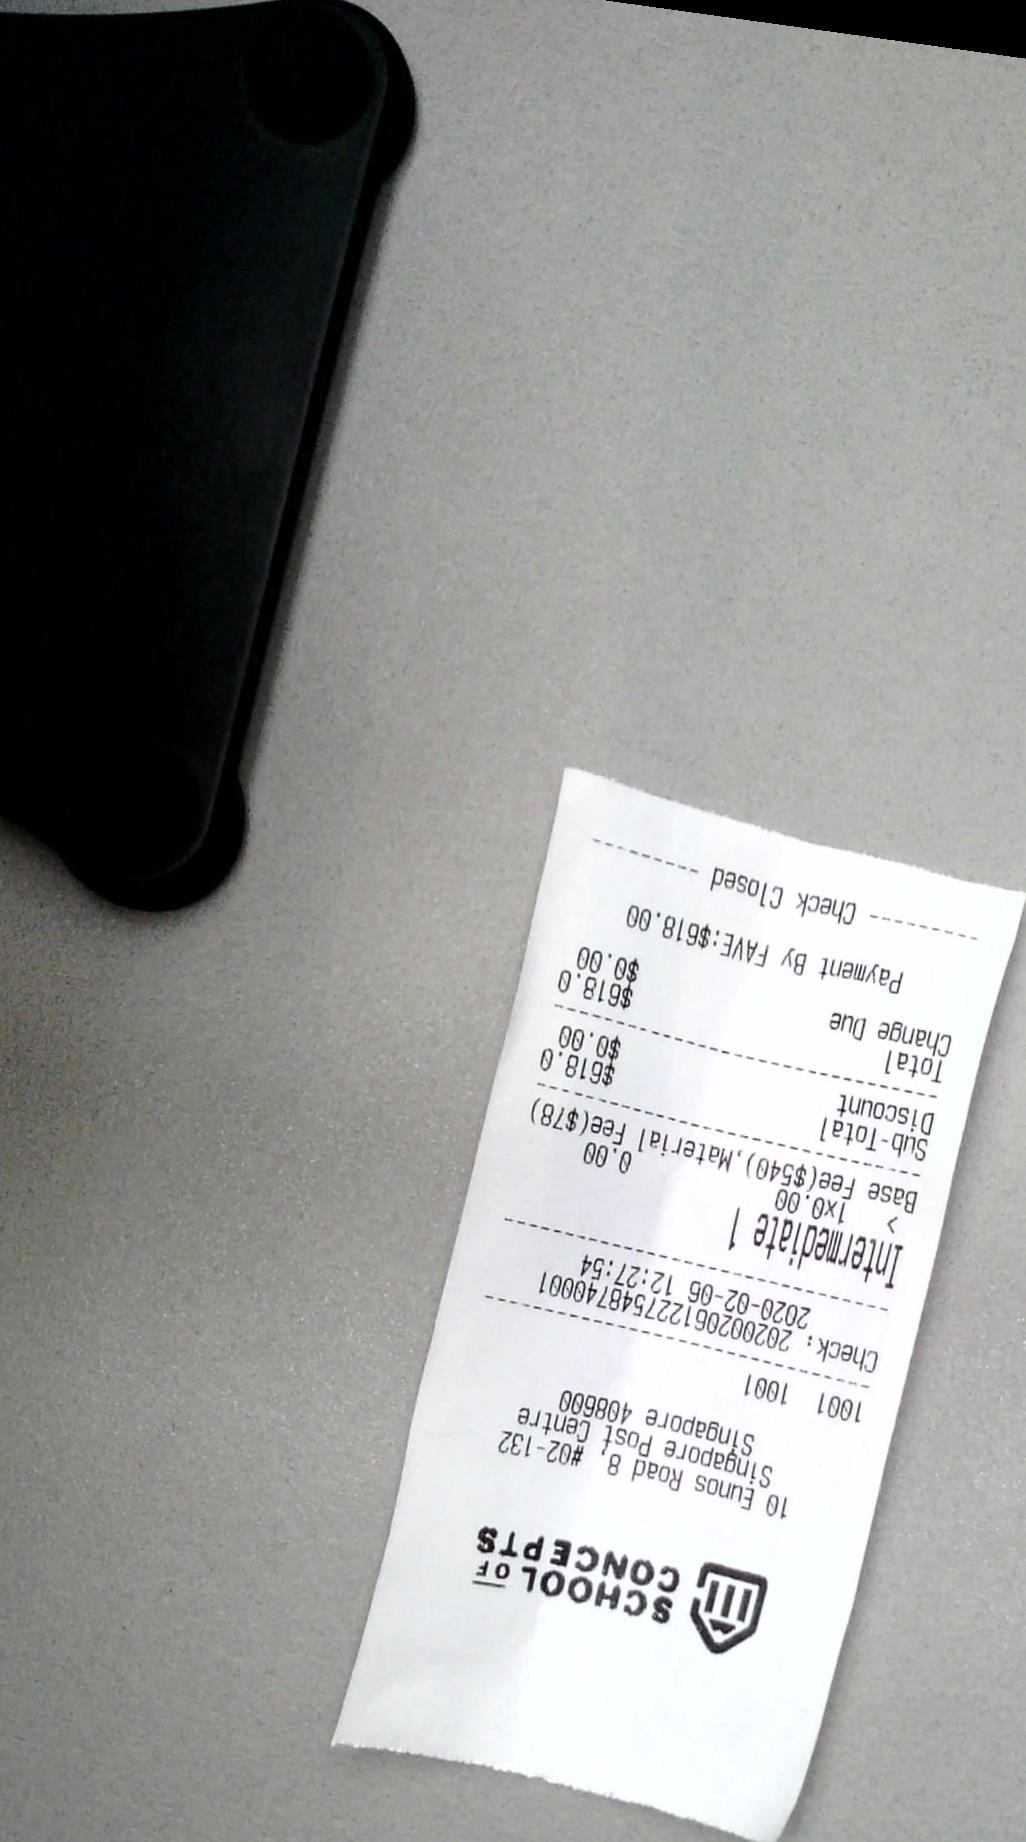 SCHOOL OF
CONCEPTS
10 Eunos Road 8, #02-132
Singapore Post Centre
Singapore 408600
1001 1001
Check: 202002061227548740001
2020-02-06 12:27:54
Intermediate 1
> 1x0.00 0.00
Base Fee($540),Material Fee($78)
Sub-Total $618.0
Discount $0.00
Total $618.0
Change Due $0.00
Payment By FAVE:$618.00
-------- Check Closed --------